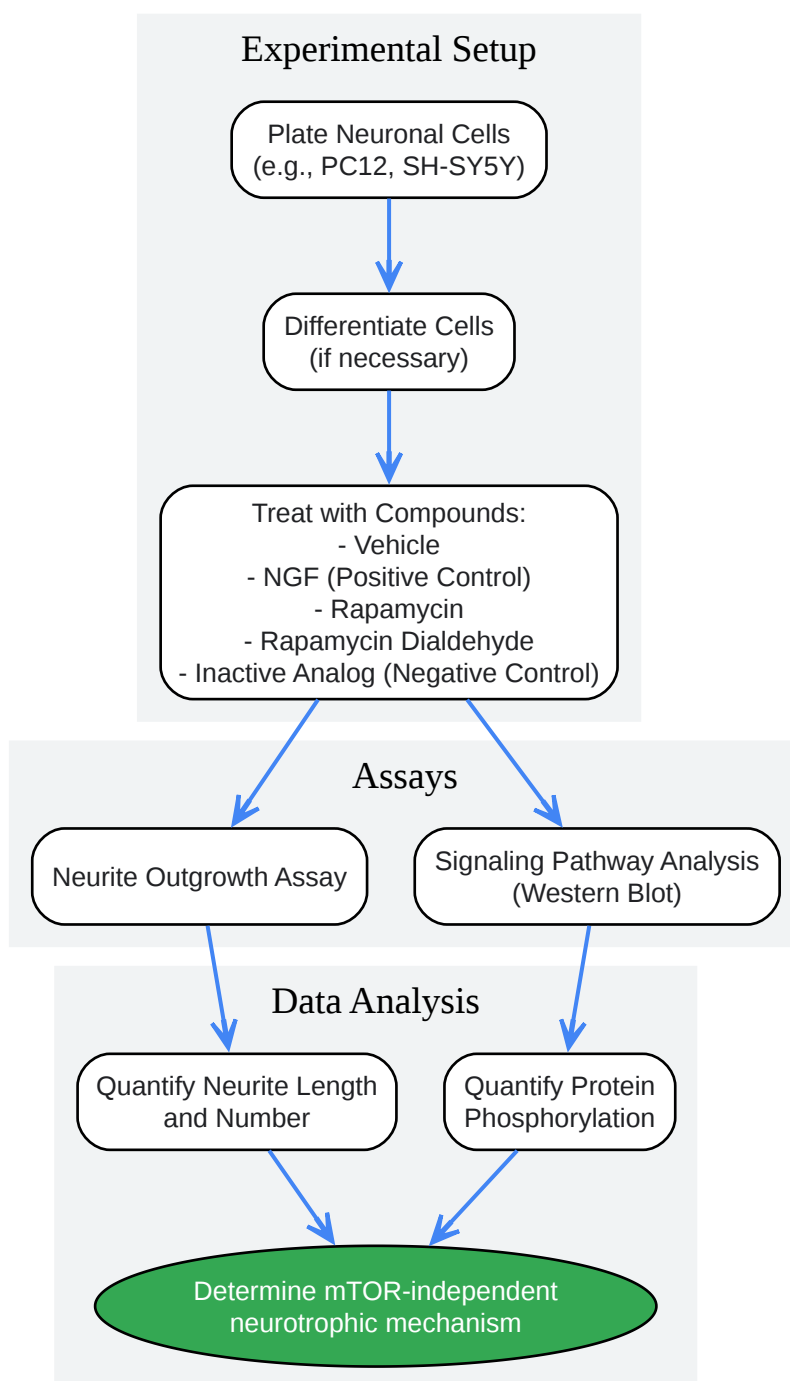 Experimental Setup
Plate Neuronal Cells
(e.g., PC12, SH-SY5Y)
Differentiate Cells
(if necessary)
Treat with Compounds:
- Vehicle
- NGF (Positive Control)
- Rapamycin
- Rapamycin Dialdehyde
- Inactive Analog (Negative Control)
Assays
Neurite Outgrowth Assay
Signaling Pathway Analysis
(Western Blot)
Data Analysis
Quantify Neurite Length
and Number
Quantify Protein
Phosphorylation
Determine mTOR-independent
neurotrophic mechanism